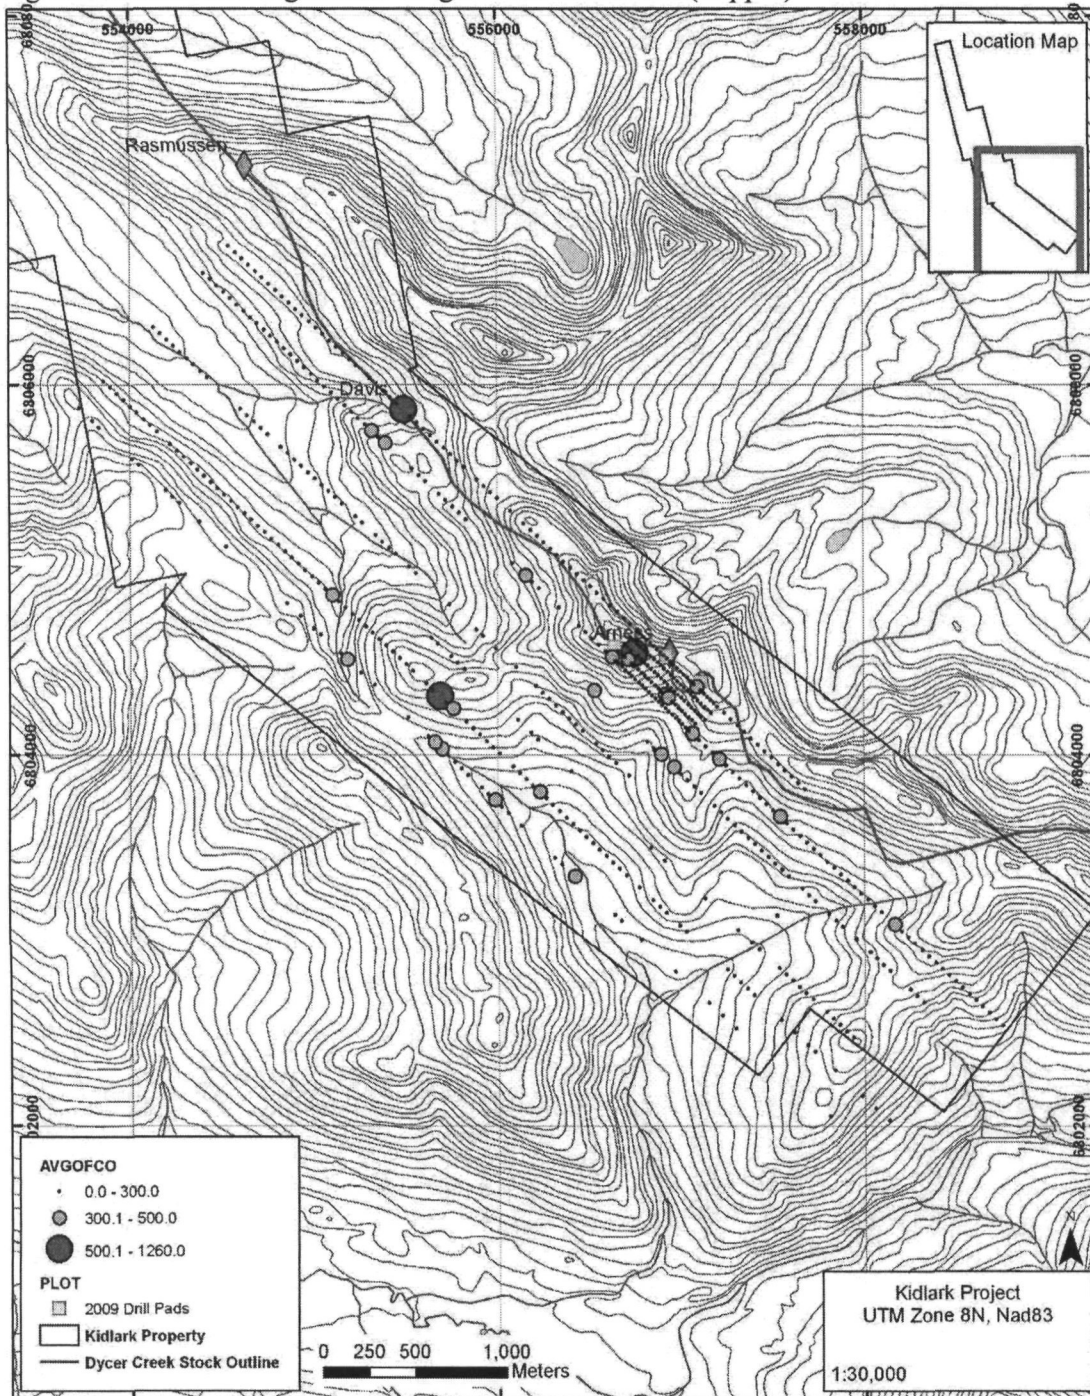 554000 556000 558000
Location Map
Rasmussen
6806000 6806000
Davis
6804000 6804000
6802000
AVGOFCO
0.0 - 300.0
300.1 - 500.0
500.1 - 1260.0
PLOT
2009 Drill Pads
Kidlark Property
Dycer Creek Stock Outline
0 250 500 1,000
Meters
N
Kidlark Project
UTM Zone 8N, Nad83
1:30,000